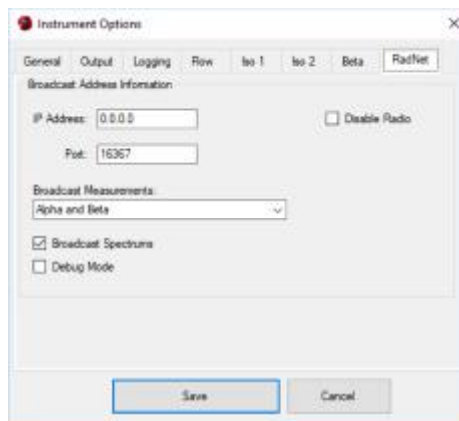 Instrument Options
General Output Logging Flow Iso 1 Iso 2 Beta RadNet
Broadcast Address Information
IP Address: 0.0.0.0 Disable Radio
Port: 16367
Broadcast Measurements:
Alpha and Beta
Broadcast Spectrums
Debug Mode
Save Cancel